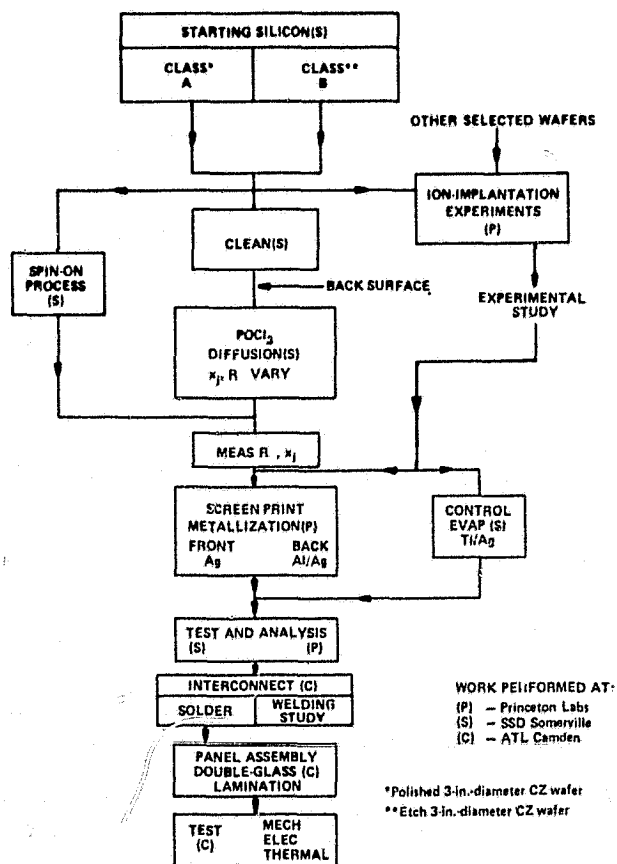 STARTING SILICON(S)
CLASS*
A
CLASS**
B
OTHER SELECTED WAFERS
ION-IMPLANTATION
EXPERIMENTS
(P)
CLEAN(S)
SPIN-ON
PROCESS
(S)
BACK SURFACE
EXPERIMENTAL
STUDY
POCl3
DIFFUSION(S)
xj, R VARY
MEAS R , xj
SCREEN PRINT
METALLIZATION(P)
FRONT BACK
Ag Al/Ag
CONTROL
EVAP (S)
Ti/Ag
TEST AND ANALYSIS
(S) (P)
INTERCONNECT (C)
SOLDER
WELDING
STUDY
WORK PERFORMED AT:
(P) – Princeton Labs
(S) – SSD Somerville
(C) – ATL Camden
PANEL ASSEMBLY
DOUBLE-GLASS (C)
LAMINATION
*Polished 3-in.-diameter CZ wafer
**Etch 3-in.-diameter CZ wafer
TEST MECH
(C) ELEC
THERMAL